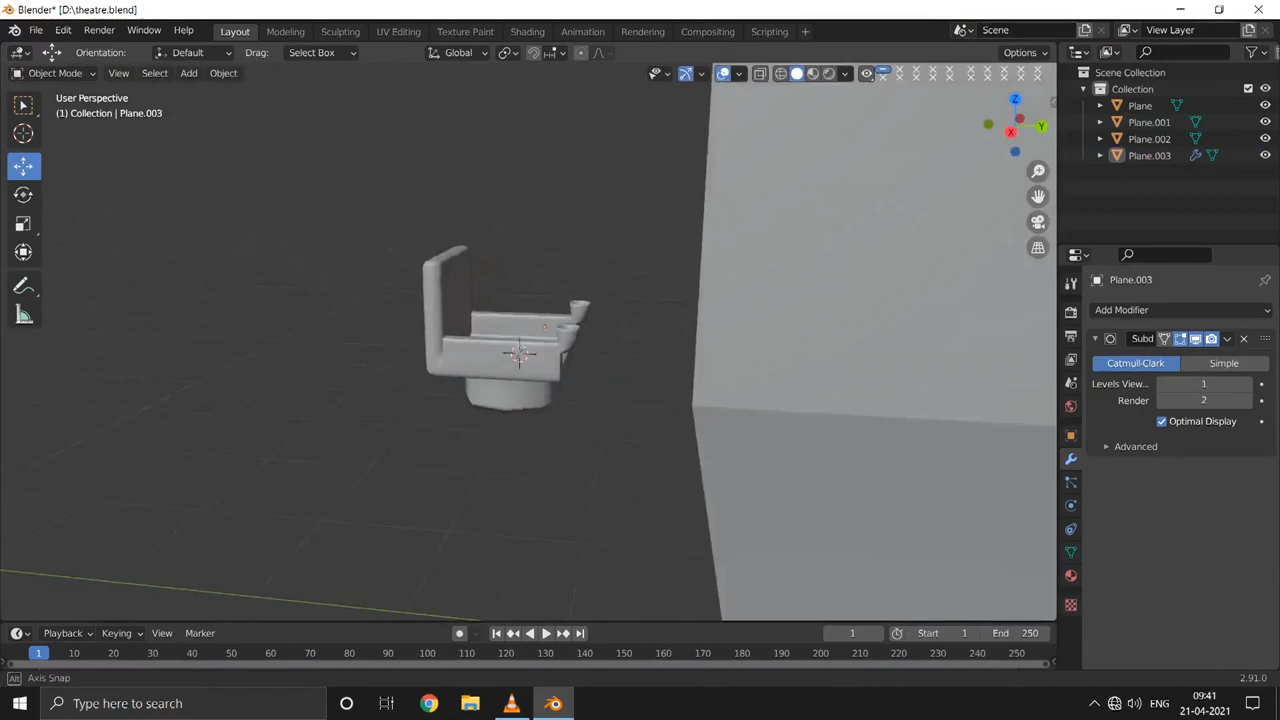 Blender* [D:\theatre.blend]
File Edit Render Window Help Layout Modeling Sculpting UV Editing Texture Paint Shading Animation Rendering Compositing Scripting + Scene View Layer
Orientation: Default Drag: Select Box Global Options
Object Mode View Select Add Object
User Perspective
(1) Collection | Plane.003
Z
Y
X
Scene Collection
Collection
Plane
Plane.001
Plane.002
Plane.003
Plane.003
Add Modifier
Subd
Catmull-Clark Simple
Levels View... 1
Render 2
Optimal Display
Advanced
Playback Keying View Marker 1 Start 1 End 250
1 10 20 30 40 50 60 70 80 90 100 110 120 130 140 150 160 170 180 190 200 210 220 230 240 250
Alt Axis Snap 2.91.0
Type here to search ENG 09:41
21-04-2021